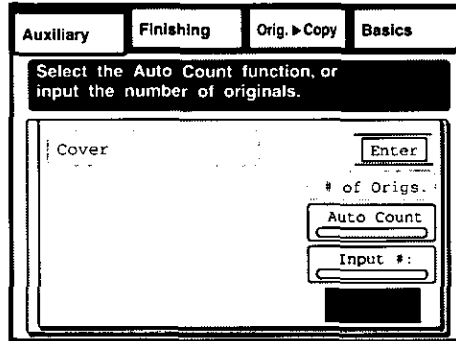 Auxiliary Finishing Orig. ▶ Copy Basics
Select the Auto Count function, or
input the number of originals.
Cover
Enter
# of Origs.
Auto Count
Input #: